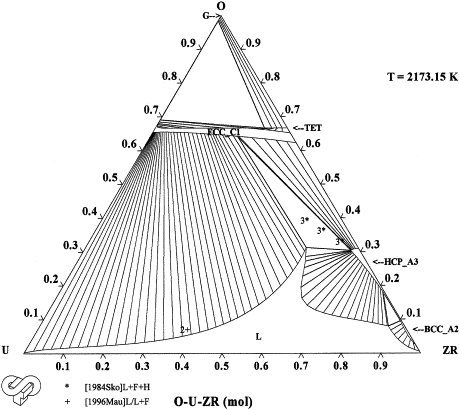 O
G-->
0.9
0.9
T = 2173.15 K
0.8
0.8
0.7
0.7
FCC_C1
<--TET
0.6
0.6
0.5
0.5
0.4
0.4
3*
3*
3*
0.3
0.3
<--HCP_A3
0.2
0.2
0.1
0.1
2+
L
<--BCC_A2
U
ZR
0.1
0.2
0.3
0.4
0.5
0.6
0.7
0.8
0.9
* [1984Sko]L+F+H
+ [1996Mau]L/L+F
O-U-ZR (mol)